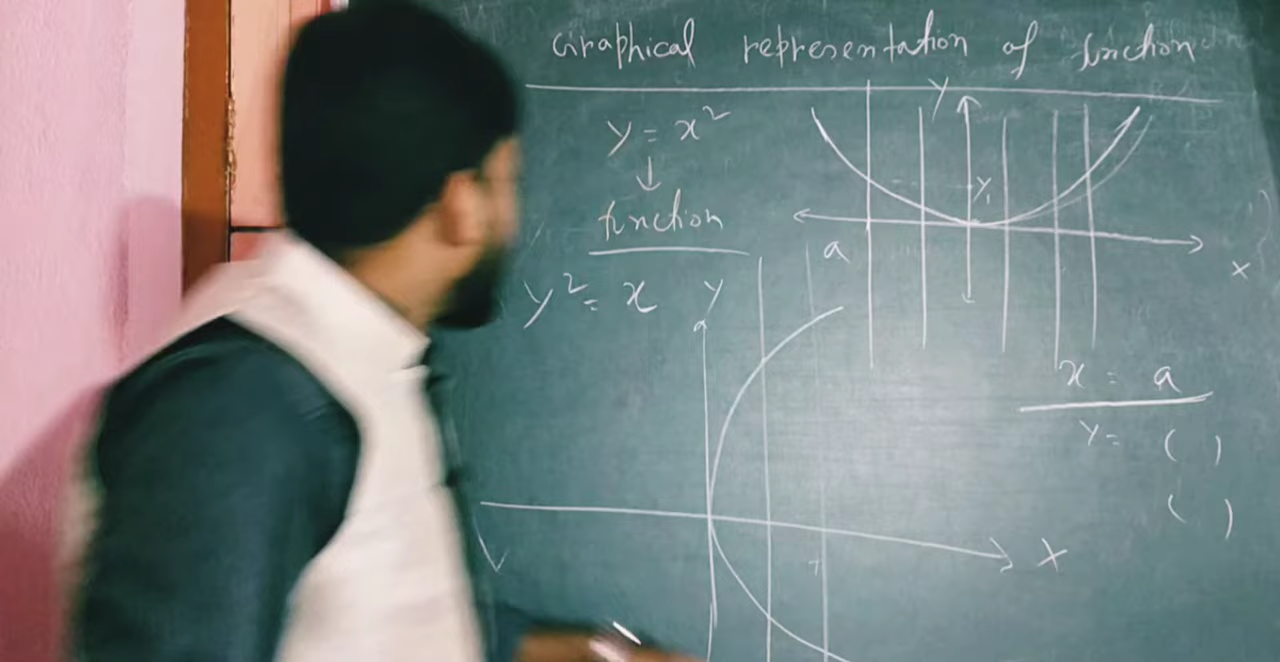 Graphical representation of function
y = x²
↓
function
y² = x
Y
y₁
a
X
y
X
x = a
y = ( )
( )